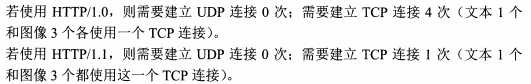 若使用 HTTP/1.0，则需要建立 UDP 连接 0 次；需要建立 TCP 连接 4 次（文本 1 个
和图像 3 个各使用一个 TCP 连接）。
若使用 HTTP/1.1，则需要建立 UDP 连接 0 次；需要建立 TCP 连接 1 次（文本 1 个
和图像 3 个都使用这一个 TCP 连接）。